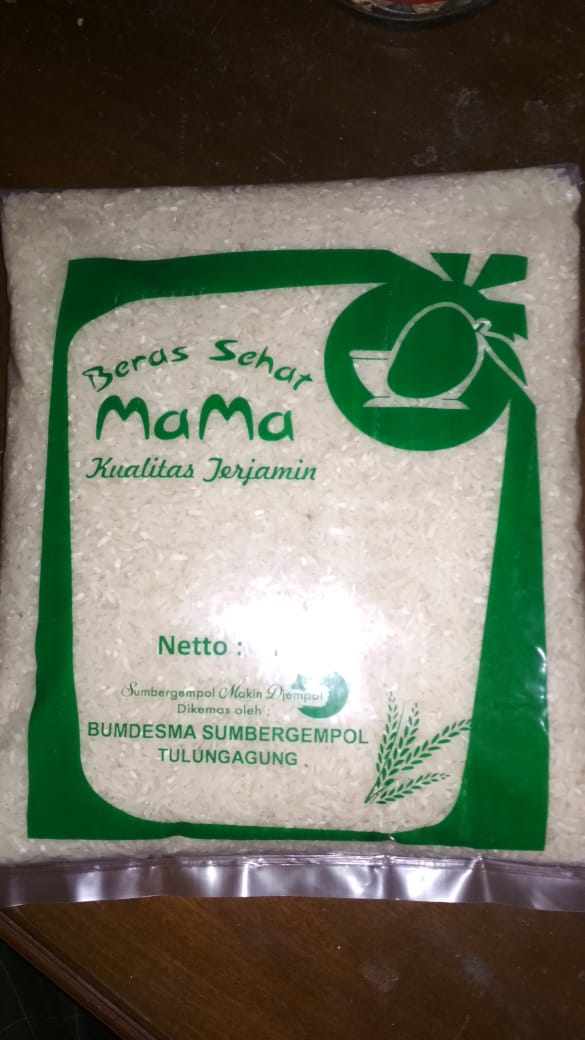 Beras Sehat
MaMa
Kualitas Terjamin
Netto :
Sumbergempol Makin Djempol
Dikemas oleh :
BUMDESMA SUMBERGEMPOL
TULUNGAGUNG